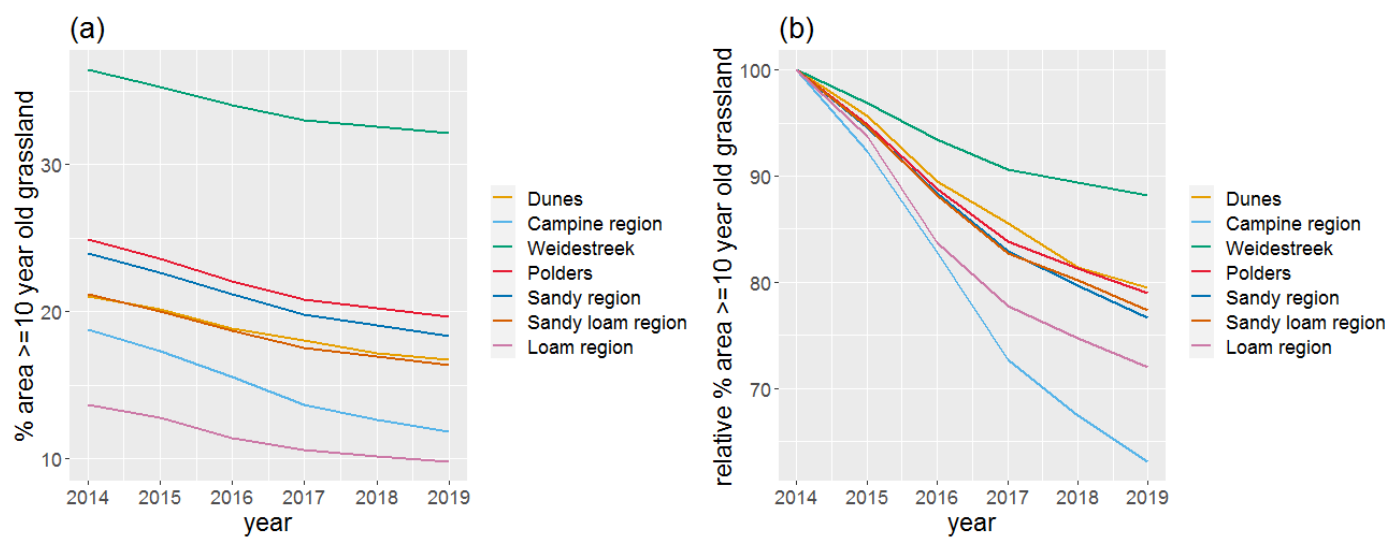 (a)
% area >=10 year old grassland
30
20
10
2014 2015 2016 2017 2018 2019
year
Dunes
Campine region
Weidestreek
Polders
Sandy region
Sandy loam region
Loam region
(b)
relative % area >=10 year old grassland
100
90
80
70
2014 2015 2016 2017 2018 2019
year
Dunes
Campine region
Weidestreek
Polders
Sandy region
Sandy loam region
Loam region